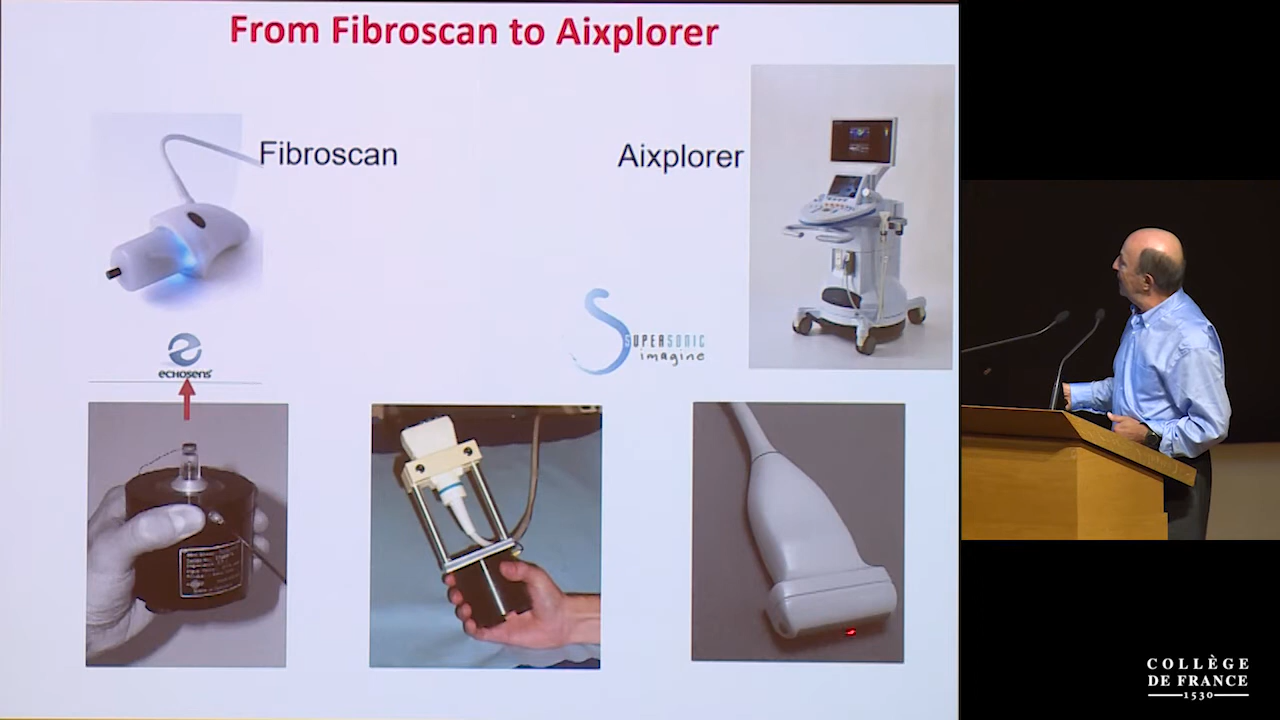 From Fibroscan to Aixplorer
Fibroscan
Aixplorer
SUPERSONIC
imagine
echosens
COLLÈGE
DE FRANCE
1530